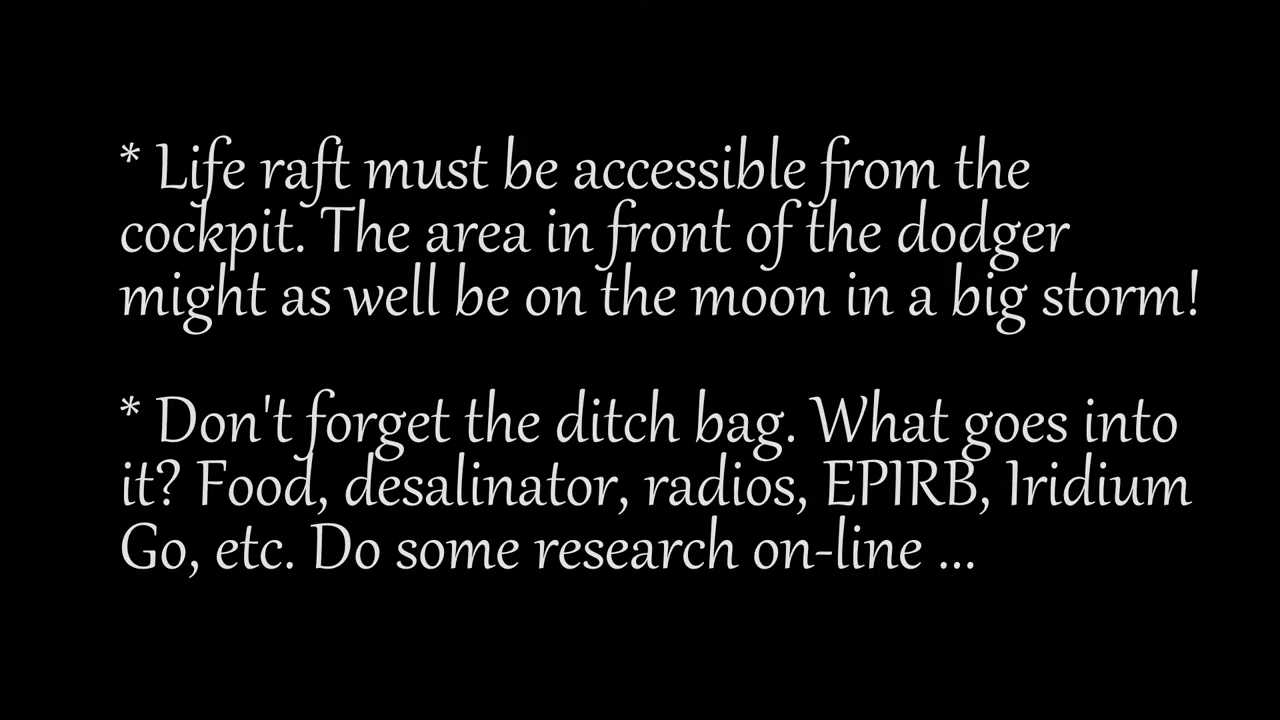 * Life raft must be accessible from the
cockpit. The area in front of the dodger
might as well be on the moon in a big storm!
* Don't forget the ditch bag. What goes into
it? Food, desalinator, radios, EPIRB, Iridium
Go, etc. Do some research on-line ...